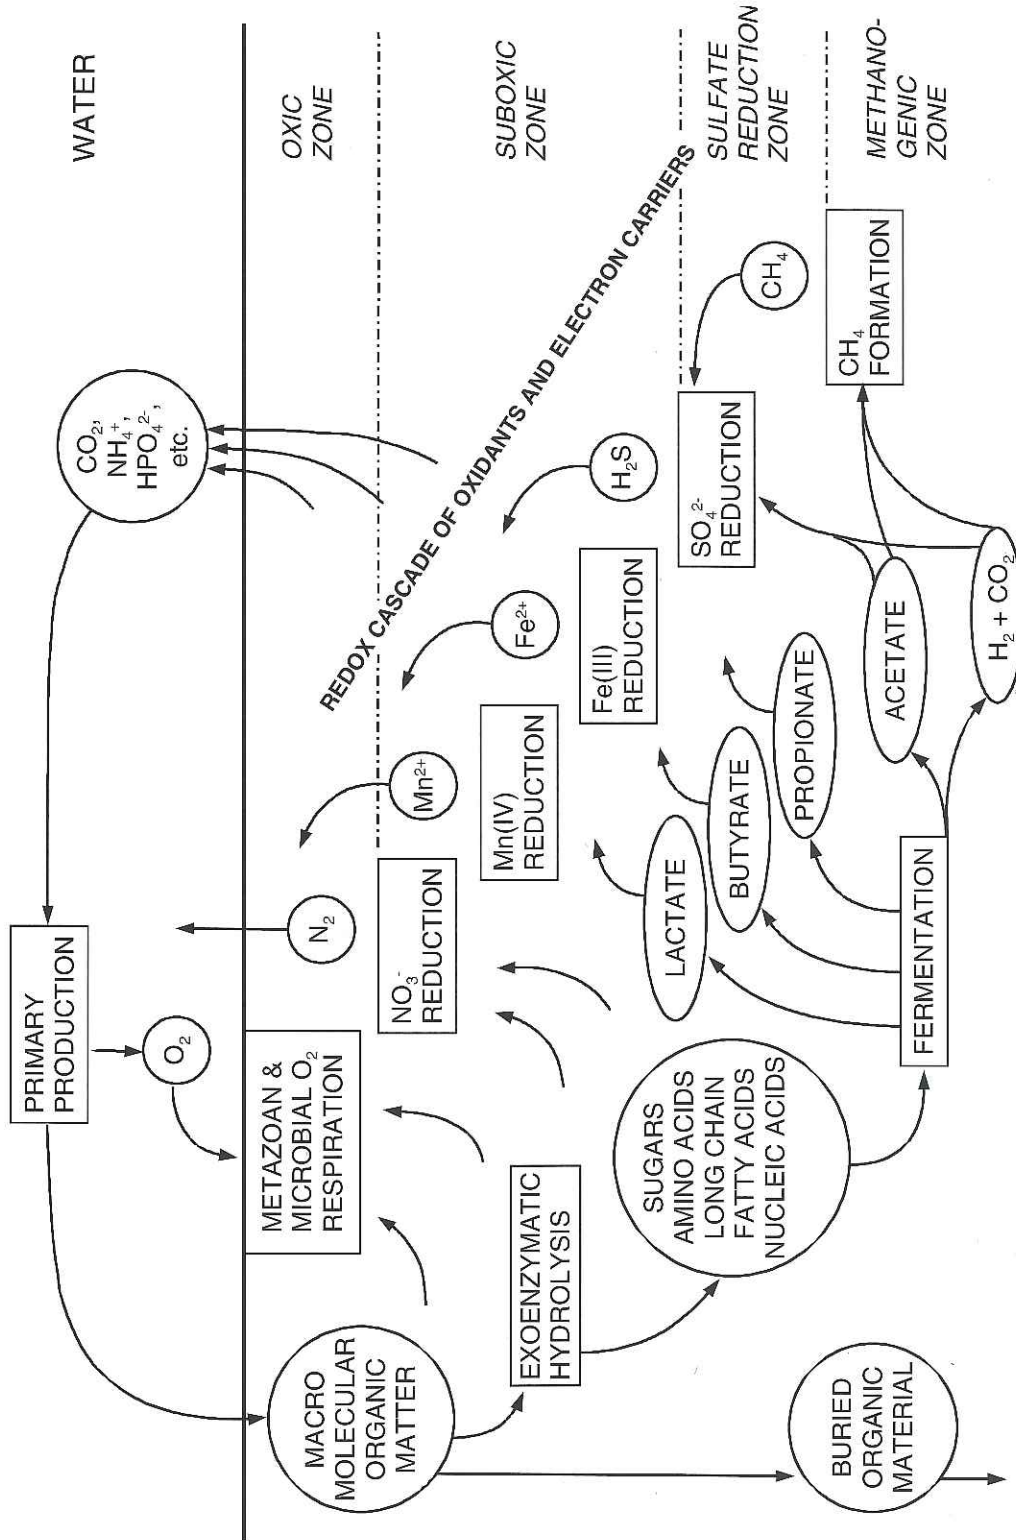 WATER
OXIC
ZONE
SUBOXIC
ZONE
SULFATE
REDUCTION
ZONE
METHANO-
GENIC
ZONE
PRIMARY
PRODUCTION
O₂
CO₂,
NH₄⁺,
HPO₄²⁻,
etc.
METAZOAN &
MICROBIAL O₂
RESPIRATION
N₂
MACRO
MOLECULAR
ORGANIC
MATTER
NO₃⁻
REDUCTION
Mn²⁺
REDOX CASCADE OF OXIDANTS AND ELECTRON CARRIERS
EXOENZYMATIC
HYDROLYSIS
Mn(IV)
REDUCTION
Fe²⁺
Fe(III)
REDUCTION
H₂S
SUGARS
AMINO ACIDS
LONG CHAIN
FATTY ACIDS
NUCLEIC ACIDS
LACTATE
BUTYRATE
PROPIONATE
SO₄²⁻
REDUCTION
CH₄
BURIED
ORGANIC
MATERIAL
FERMENTATION
ACETATE
H₂ + CO₂
CH₄
FORMATION